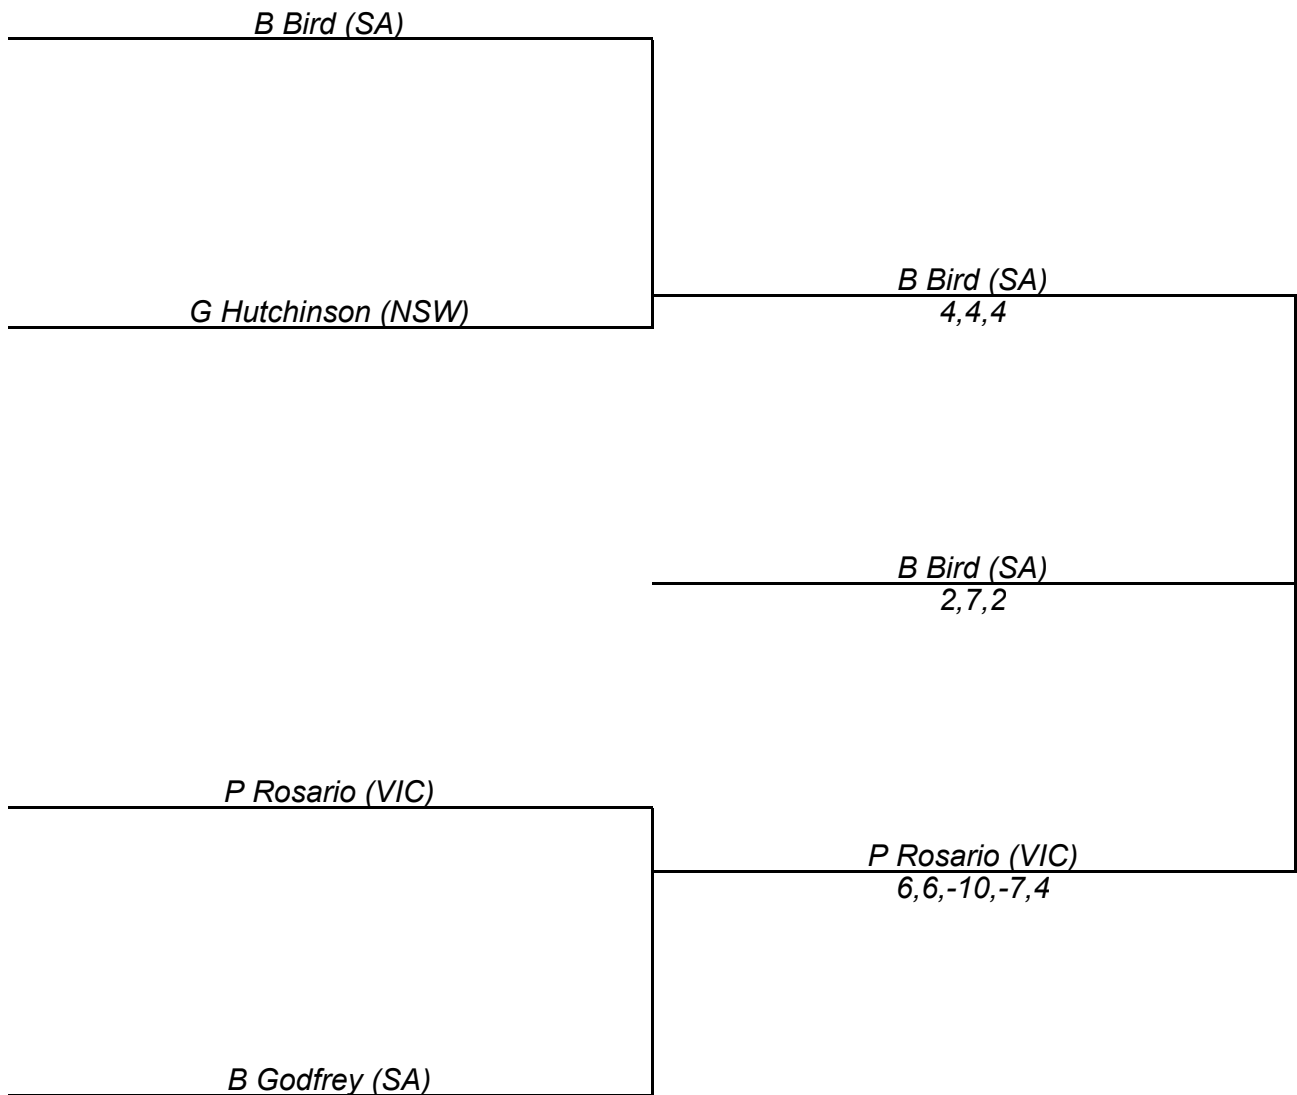 B Bird (SA)
B Bird (SA)
G Hutchinson (NSW)
4,4,4
B Bird (SA)
2,7,2
P Rosario (VIC)
P Rosario (VIC)
6,6,-10,-7,4
B Godfrey (SA)